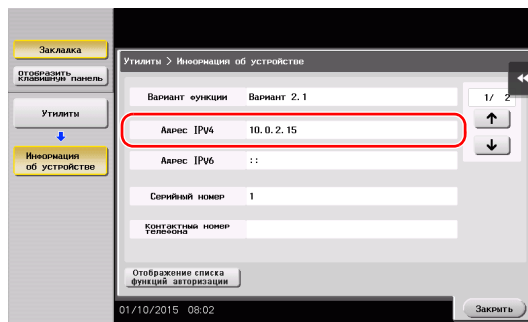 Закладка
Отобразить
клавишную панель
Утилиты
Информация
об устройстве
Утилиты > Информация об устройстве
Вариант функции Вариант 2.1
1/ 2
Адрес IPV4 10.0.2.15
Адрес IPV6 ::
Серийный номер 1
Контактный номер
телефона
Отображение списка
функций авторизации
01/10/2015 08:02
Закрыть